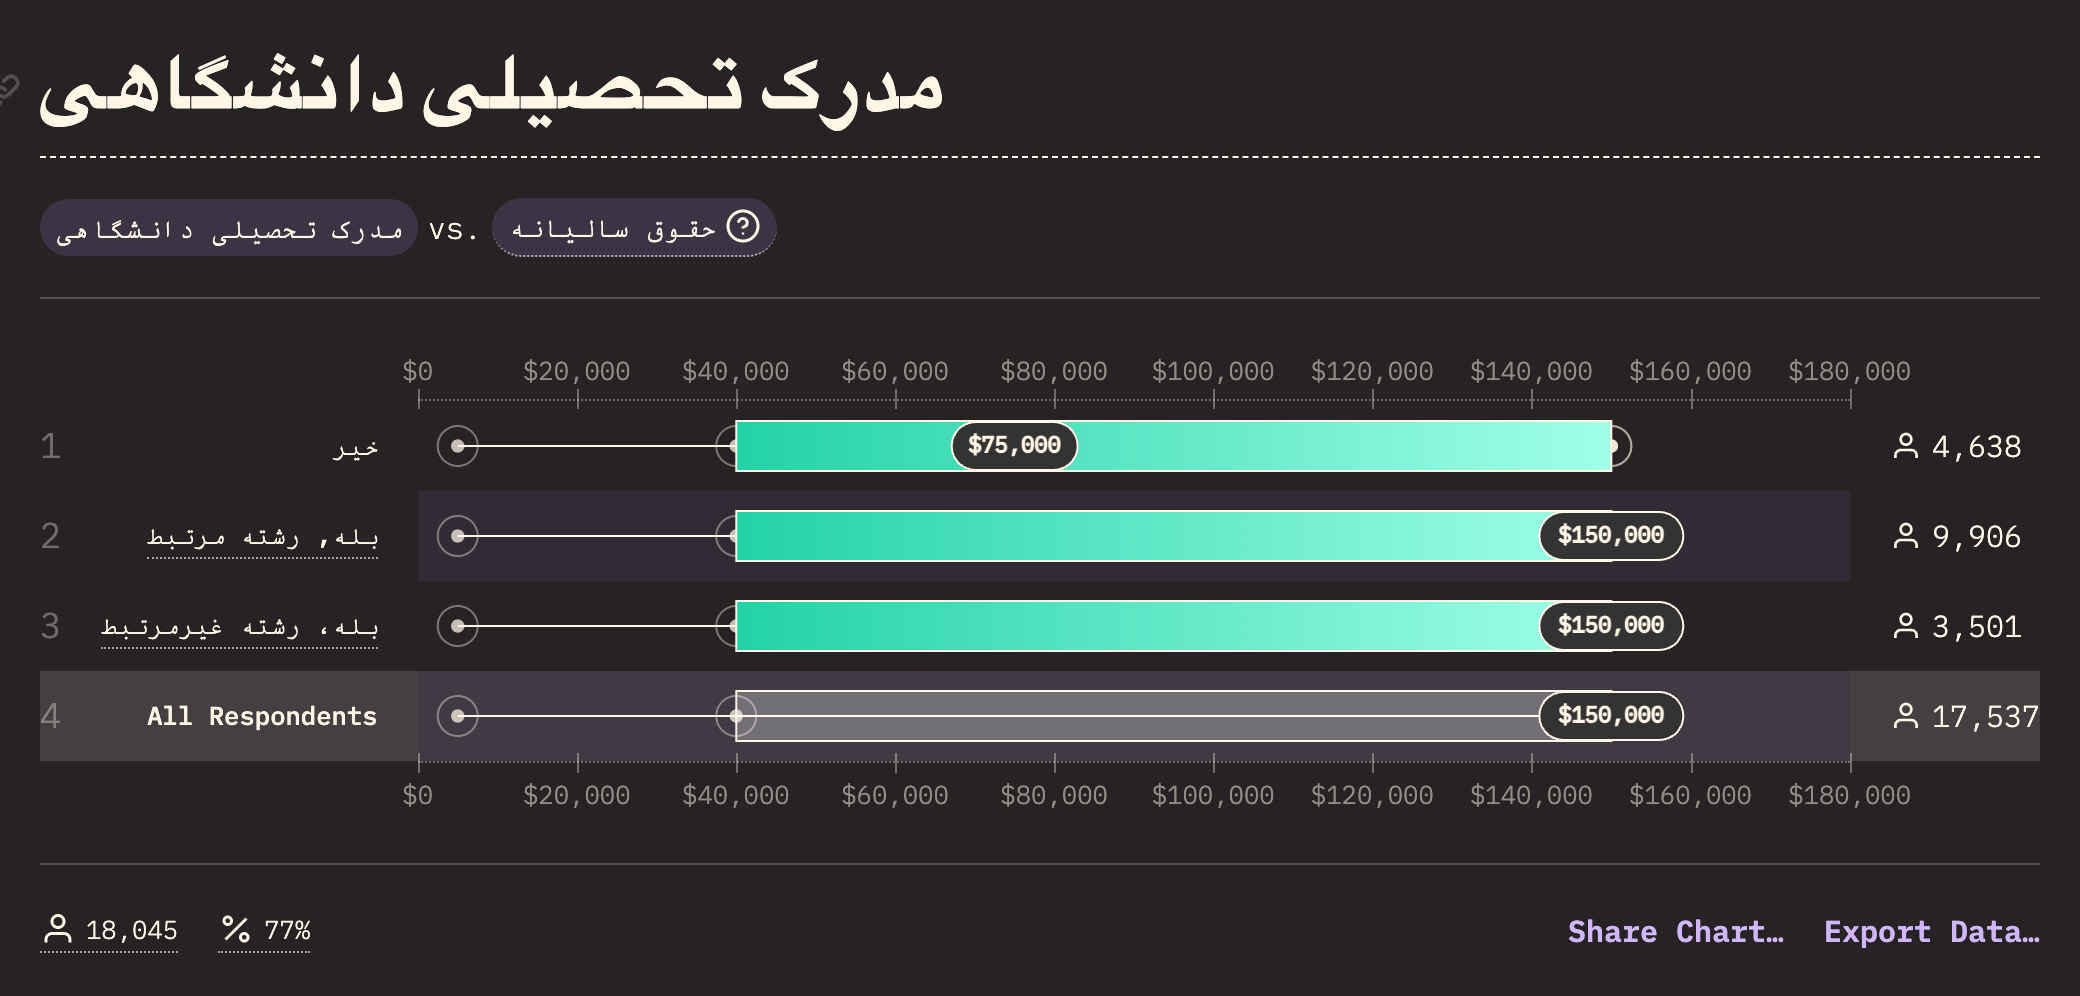 مدرک تحصیلی دانشگاهی
مدرک تحصیلی دانشگاهی vs. حقوق سالیانه
$0 $20,000 $40,000 $60,000 $80,000 $100,000 $120,000 $140,000 $160,000 $180,000
1 خیر $75,000 4,638
2 بله, رشته مرتبط $150,000 9,906
3 بله، رشته غیرمرتبط $150,000 3,501
4 All Respondents $150,000 17,537
$0 $20,000 $40,000 $60,000 $80,000 $100,000 $120,000 $140,000 $160,000 $180,000
18,045 77% Share Chart… Export Data…